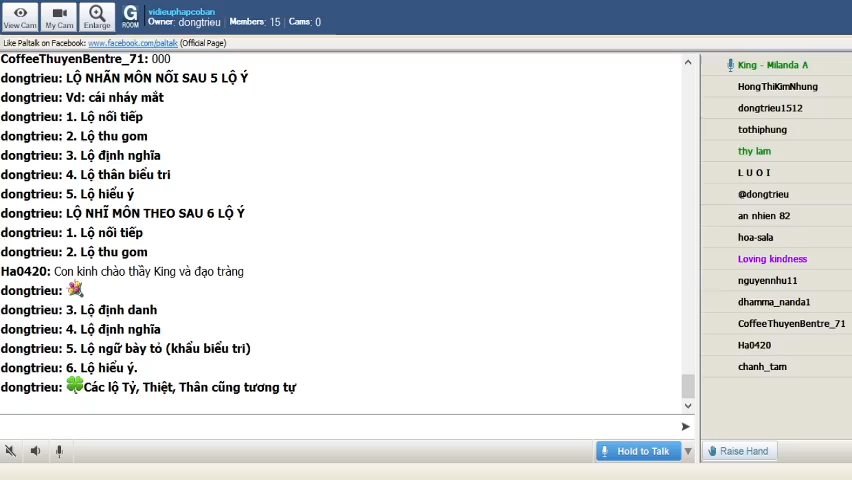 vidieuphapcoban
Owner: dongtrieu | Members: 15 | Cams: 0
View Cam
My Cam
Enlarge
G
ROOM
Like Paltalk on Facebook: www.facebook.com/paltalk (Official Page)
CoffeeThuyenBentre_71: 000
dongtrieu: LỘ NHÃN MÔN NỐI SAU 5 LỘ Ý
dongtrieu: Vd: cái nháy mắt
dongtrieu: 1. Lộ nối tiếp
dongtrieu: 2. Lộ thu gom
dongtrieu: 3. Lộ định nghĩa
dongtrieu: 4. Lộ thân biểu tri
dongtrieu: 5. Lộ hiểu ý
dongtrieu: LỘ NHĨ MÔN THEO SAU 6 LỘ Ý
dongtrieu: 1. Lộ nối tiếp
dongtrieu: 2. Lộ thu gom
Ha0420: Con kinh chào thầy King và đạo tràng
dongtrieu:
dongtrieu: 3. Lộ định danh
dongtrieu: 4. Lộ định nghĩa
dongtrieu: 5. Lộ ngữ bày tỏ (khẩu biểu tri)
dongtrieu: 6. Lộ hiểu ý.
dongtrieu: Các lộ Tỷ, Thiệt, Thân cũng tương tự
King - Milanda A
HongThiKimNhung
dongtrieu1512
tothiphung
thy lam
L U O I
@dongtrieu
an nhien 82
hoa-sala
Loving kindness
nguyennhu11
dhamma_nanda1
CoffeeThuyenBentre_71
Ha0420
chanh_tam
Hold to Talk
Raise Hand